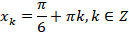 x_k = π/6 + πk, k ∈ Z